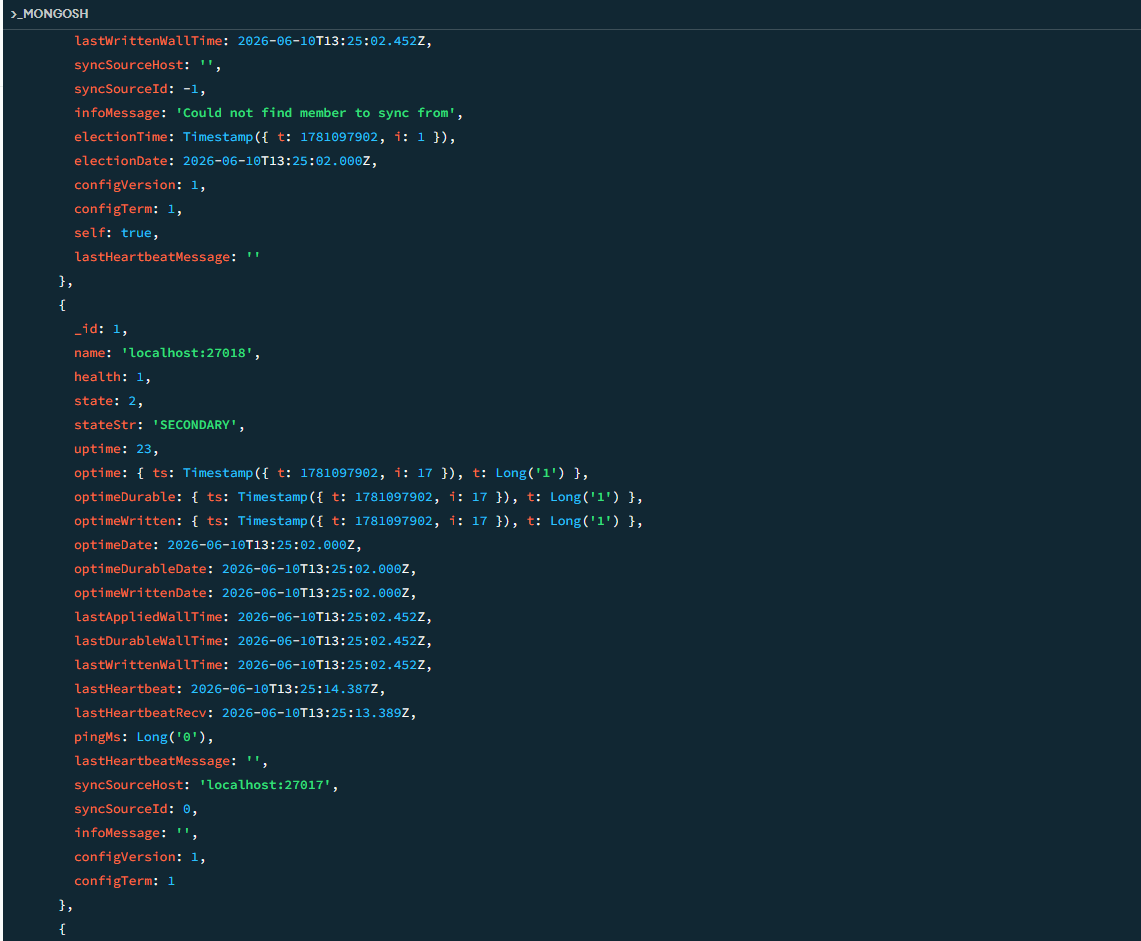 >_MONGOSH
lastWrittenWallTime: 2026-06-10T13:25:02.452Z,
syncSourceHost: '',
syncSourceId: -1,
infoMessage: 'Could not find member to sync from',
electionTime: Timestamp({ t: 1781097902, i: 1 }),
electionDate: 2026-06-10T13:25:02.000Z,
configVersion: 1,
configTerm: 1,
self: true,
lastHeartbeatMessage: ''
},
{
_id: 1,
name: 'localhost:27018',
health: 1,
state: 2,
stateStr: 'SECONDARY',
uptime: 23,
optime: { ts: Timestamp({ t: 1781097902, i: 17 }), t: Long('1') },
optimeDurable: { ts: Timestamp({ t: 1781097902, i: 17 }), t: Long('1') },
optimeWritten: { ts: Timestamp({ t: 1781097902, i: 17 }), t: Long('1') },
optimeDate: 2026-06-10T13:25:02.000Z,
optimeDurableDate: 2026-06-10T13:25:02.000Z,
optimeWrittenDate: 2026-06-10T13:25:02.000Z,
lastAppliedWallTime: 2026-06-10T13:25:02.452Z,
lastDurableWallTime: 2026-06-10T13:25:02.452Z,
lastWrittenWallTime: 2026-06-10T13:25:02.452Z,
lastHeartbeat: 2026-06-10T13:25:14.387Z,
lastHeartbeatRecv: 2026-06-10T13:25:13.389Z,
pingMs: Long('0'),
lastHeartbeatMessage: '',
syncSourceHost: 'localhost:27017',
syncSourceId: 0,
infoMessage: '',
configVersion: 1,
configTerm: 1
},
{